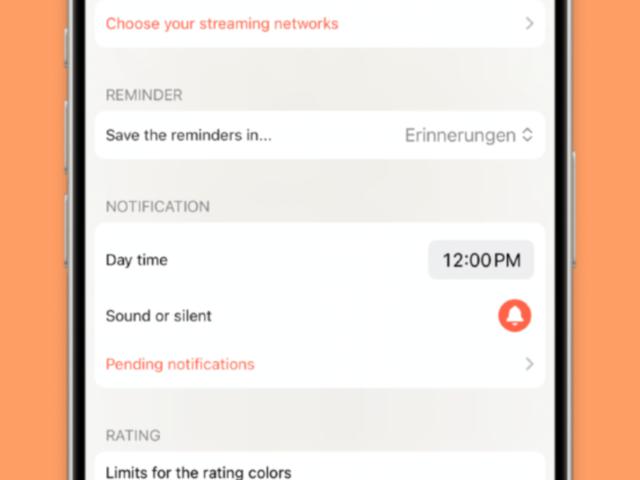 Choose your streaming networks
REMINDER
Save the reminders in...
Erinnerungen
NOTIFICATION
Day time
12:00 PM
Sound or silent
Pending notifications
RATING
Limits for the rating colors